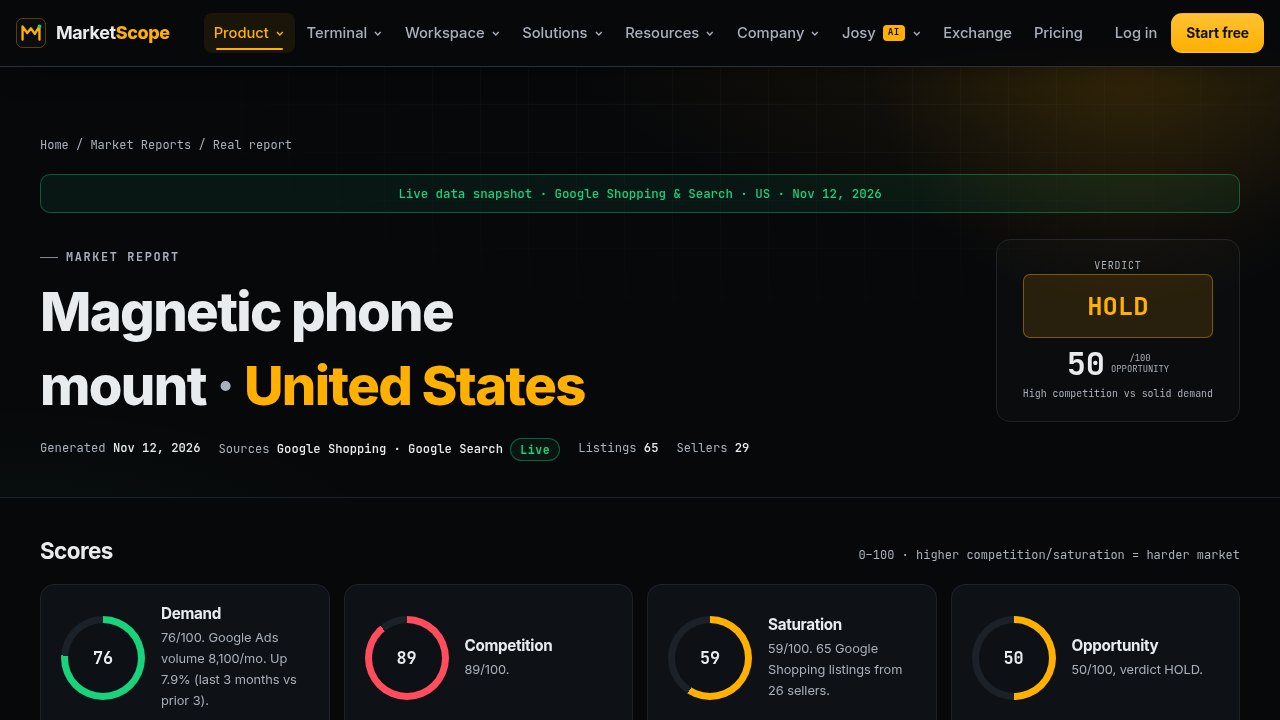 MarketScope
Product
Terminal
Workspace
Solutions
Resources
Company
Josy AI
Exchange
Pricing
Log in
Start free
Home / Market Reports / Real report
Live data snapshot · Google Shopping & Search · US · Nov 12, 2026
MARKET REPORT
Magnetic phone
mount · United States
Generated Nov 12, 2026
Sources Google Shopping · Google Search Live
Listings 65
Sellers 29
VERDICT
HOLD
50 /100
OPPORTUNITY
High competition vs solid demand
Scores
0–100 · higher competition/saturation = harder market
76
Demand
76/100. Google Ads
volume 8,100/mo. Up
7.9% (last 3 months vs
prior 3).
89
Competition
89/100.
59
Saturation
59/100. 65 Google
Shopping listings from
26 sellers.
50
Opportunity
50/100, verdict HOLD.